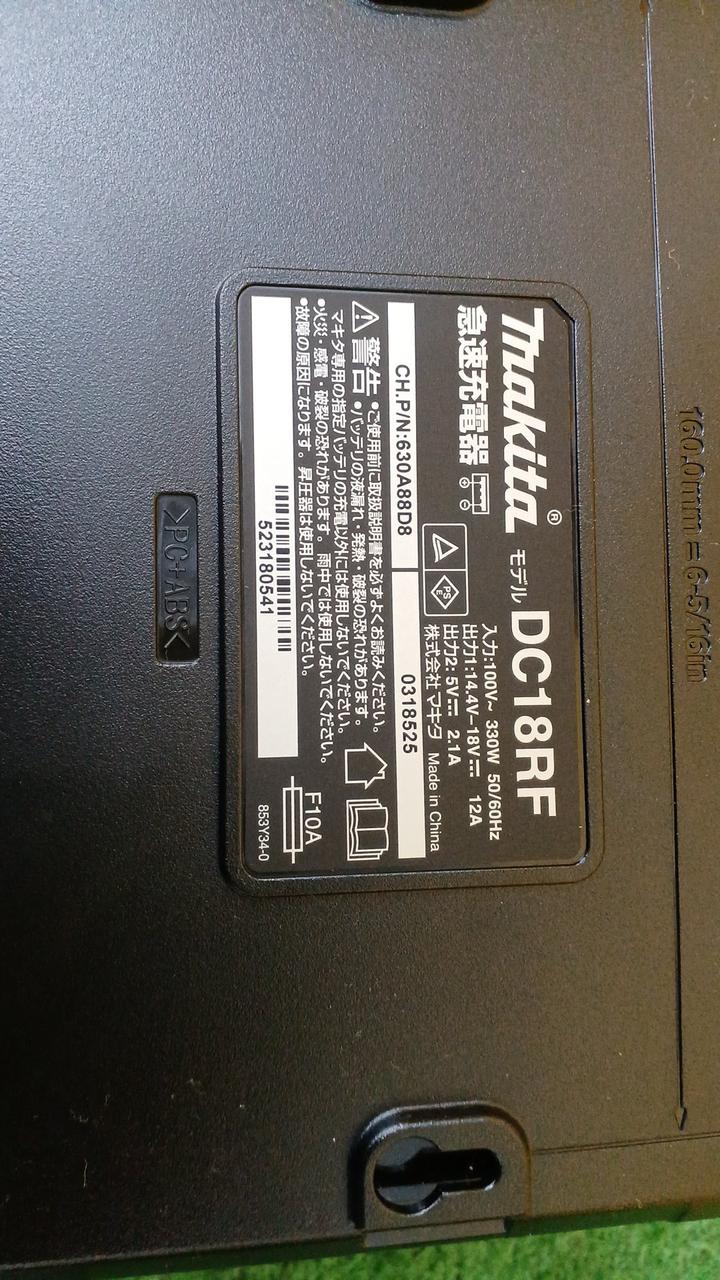 160.0mm = 6-5/16in
makita®
モデル DC18RF
急速充電器
入力:100V~ 330W 50/60Hz
出力1:14.4V-18V⎓ 12A
出力2: 5V⎓ 2.1A
株式会社マキタ Made in China
PS
E
CH.P/N:630A88D8
0318525
警告
•ご使用前に取扱説明書を必ずよくお読みください。
•バッテリの液漏れ・発熱・破裂の恐れがあります。
マキタ専用の指定バッテリの充電以外には使用しないでください。
•火災・感電・破裂の恐れがあります。雨中では使用しないでください。
•故障の原因になります。昇圧器は使用しないでください。
523180541
F10A
853Y34-0
>PC+ABS<